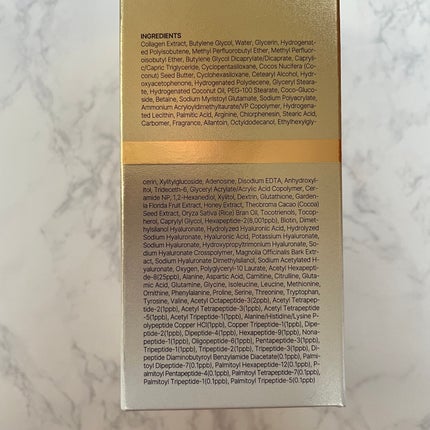 INGREDIENTS
Collagen Extract, Butylene Glycol, Water, Glycerin, Hydrogenat-
ed Polyisobutene, Methyl Perfluorobutyl Ether, Methyl Perfluor-
oisobutyl Ether, Butylene Glycol Dicaprylate/Dicaprate, Capryli-
c/Capric Triglyceride, Cyclopentasiloxane, Cocos Nucifera (Co-
conut) Seed Butter, Cyclohexasiloxane, Cetearyl Alcohol, Hydr-
oxyacetophenone, Hydrogenated Polydecene, Glyceryl Steara-
te, Hydrogenated Coconut Oil, PEG-100 Stearate, Coco-Gluco-
side, Betaine, Sodium Myristoyl Glutamate, Sodium Polyacrylate,
Ammonium Acryloyldimethyltaurate/VP Copolymer, Hydrogena-
ted Lecithin, Palmitic Acid, Arginine, Chlorphenesin, Stearic Acid,
Carbomer, Fragrance, Allantoin, Octyldodecanol, Ethylhexylgly-
cerin, Xylitylglucoside, Adenosine, Disodium EDTA, Anhydroxyl-
itol, Trideceth-6, Glyceryl Acrylate/Acrylic Acid Copolymer, Cer-
amide NP, 1,2-Hexanediol, Xylitol, Dextrin, Glutathione, Garde-
nia Florida Fruit Extract, Honey Extract, Theobroma Cacao (Cocoa)
Seed Extract, Oryza Sativa (Rice) Bran Oil, Tocotrienols, Tocop-
herol, Caprylyl Glycol, Hexapeptide-2(8,001ppb), Biotin, Dimet-
hylsilanol Hyaluronate, Hydrolyzed Hyaluronic Acid, Hydrolyzed
Sodium Hyaluronate, Hyaluronic Acid, Potassium Hyaluronate,
Sodium Hyaluronate, Hydroxypropyltrimonium Hyaluronate, So-
dium Hyaluronate Crosspolymer, Magnolia Officinalis Bark Extr-
act, Sodium Hyaluronate Dimethylsilanol, Sodium Acetylated H-
yaluronate, Oxygen, Polyglyceryl-10 Laurate, Acetyl Hexapepti-
de-8(25ppb), Alanine, Aspartic Acid, Carnitine, Citrulline, Gluta-
mic Acid, Glutamine, Glycine, Isoleucine, Leucine, Methionine,
Ornithine, Phenylalanine, Proline, Serine, Threonine, Tryptophan,
Tyrosine, Valine, Acetyl Octapeptide-3(2ppb), Acetyl Tetrapep-
tide-2(1ppb), Acetyl Tetrapeptide-3(1ppb), Acetyl Tetrapeptide
-5(1ppb), Acetyl Tripeptide-1(1ppb), Alanine/Histidine/Lysine P-
olypeptide Copper HCl(1ppb), Copper Tripeptide-1(1ppb), Dipe-
ptide-2(1ppb), Dipeptide-4(1ppb), Hexapeptide-9(1ppb), Nona-
peptide-1(1ppb), Oligopeptide-6(1ppb), Pentapeptide-3(1ppb),
Tripeptide-1(1ppb), Tripeptide-2(1ppb), Tripeptide-3(1ppb), Di-
peptide Diaminobutyroyl Benzylamide Diacetate(0.1ppb), Palmi-
toyl Dipeptide-7(0.1ppb), Palmitoyl Hexapeptide-12(0.1ppb), P-
almitoyl Pentapeptide-4(0.1ppb), Palmitoyl Tetrapeptide-7(0.1ppb),
Palmitoyl Tripeptide-1(0.1ppb), Palmitoyl Tripeptide-5(0.1ppb)